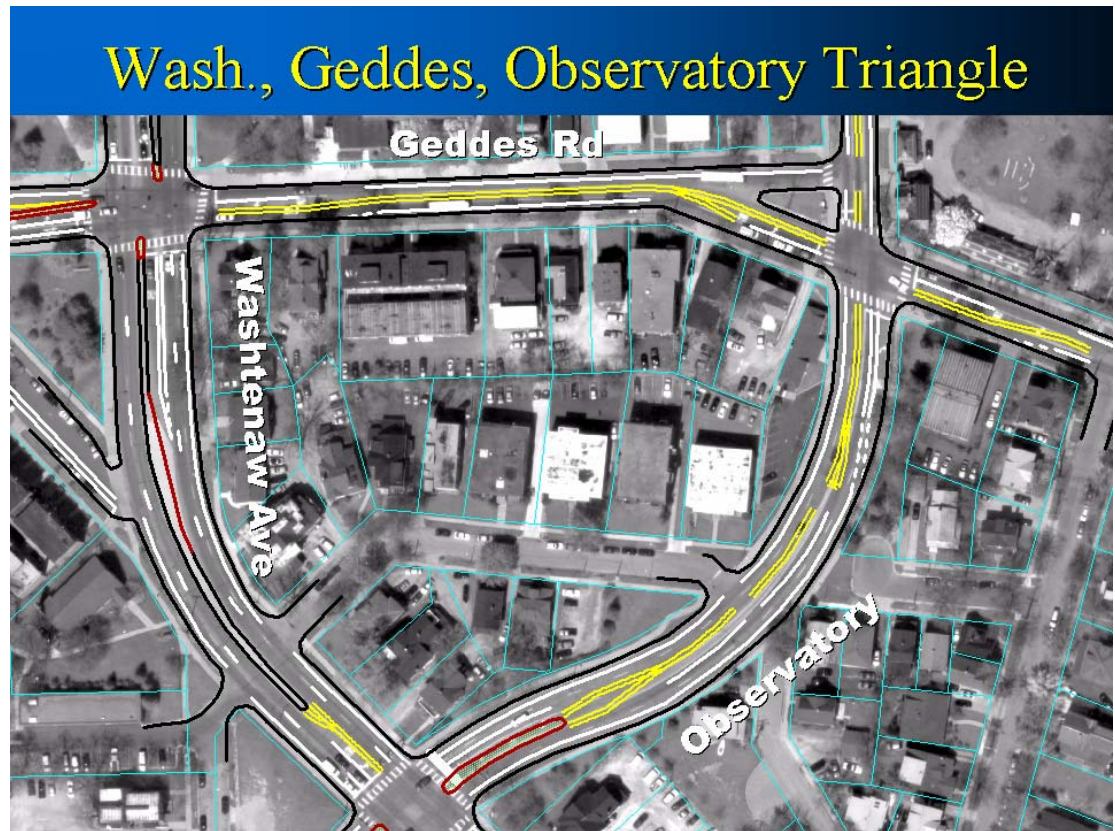 Wash., Geddes, Observatory Triangle
Geddes Rd
Washtenaw Ave
Observatory